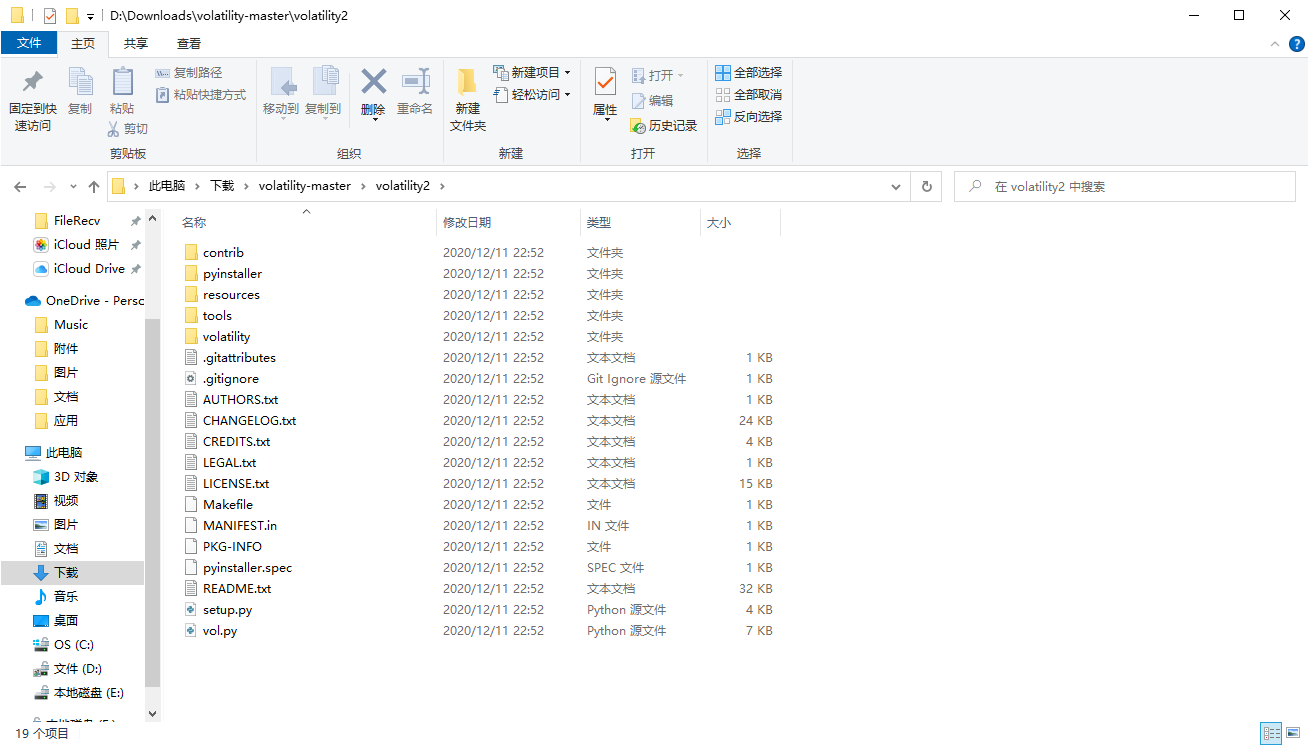 D:\Downloads\volatility-master\volatility2
文件 主页 共享 查看
固定到快速访问 复制 粘贴 复制路径 粘贴快捷方式 剪切
移动到 复制到 删除 重命名
新建文件夹 新建项目 轻松访问
属性 打开 编辑 历史记录
全部选择 全部取消 反向选择
剪贴板 组织 新建 打开 选择
此电脑 下载 volatility-master volatility2
在 volatility2 中搜索
FileRecv
iCloud 照片
iCloud Drive
OneDrive - Perso
Music
附件
图片
文档
应用
此电脑
3D 对象
视频
图片
文档
下载
音乐
桌面
OS (C:)
文件 (D:)
本地磁盘 (E:)
名称 修改日期 类型 大小
contrib 2020/12/11 22:52 文件夹
pyinstaller 2020/12/11 22:52 文件夹
resources 2020/12/11 22:52 文件夹
tools 2020/12/11 22:52 文件夹
volatility 2020/12/11 22:52 文件夹
.gitattributes 2020/12/11 22:52 文本文档 1 KB
.gitignore 2020/12/11 22:52 Git Ignore 源文件 1 KB
AUTHORS.txt 2020/12/11 22:52 文本文档 1 KB
CHANGELOG.txt 2020/12/11 22:52 文本文档 24 KB
CREDITS.txt 2020/12/11 22:52 文本文档 4 KB
LEGAL.txt 2020/12/11 22:52 文本文档 1 KB
LICENSE.txt 2020/12/11 22:52 文本文档 15 KB
Makefile 2020/12/11 22:52 文件 1 KB
MANIFEST.in 2020/12/11 22:52 IN 文件 1 KB
PKG-INFO 2020/12/11 22:52 文件 1 KB
pyinstaller.spec 2020/12/11 22:52 SPEC 文件 1 KB
README.txt 2020/12/11 22:52 文本文档 32 KB
setup.py 2020/12/11 22:52 Python 源文件 4 KB
vol.py 2020/12/11 22:52 Python 源文件 7 KB
19 个项目